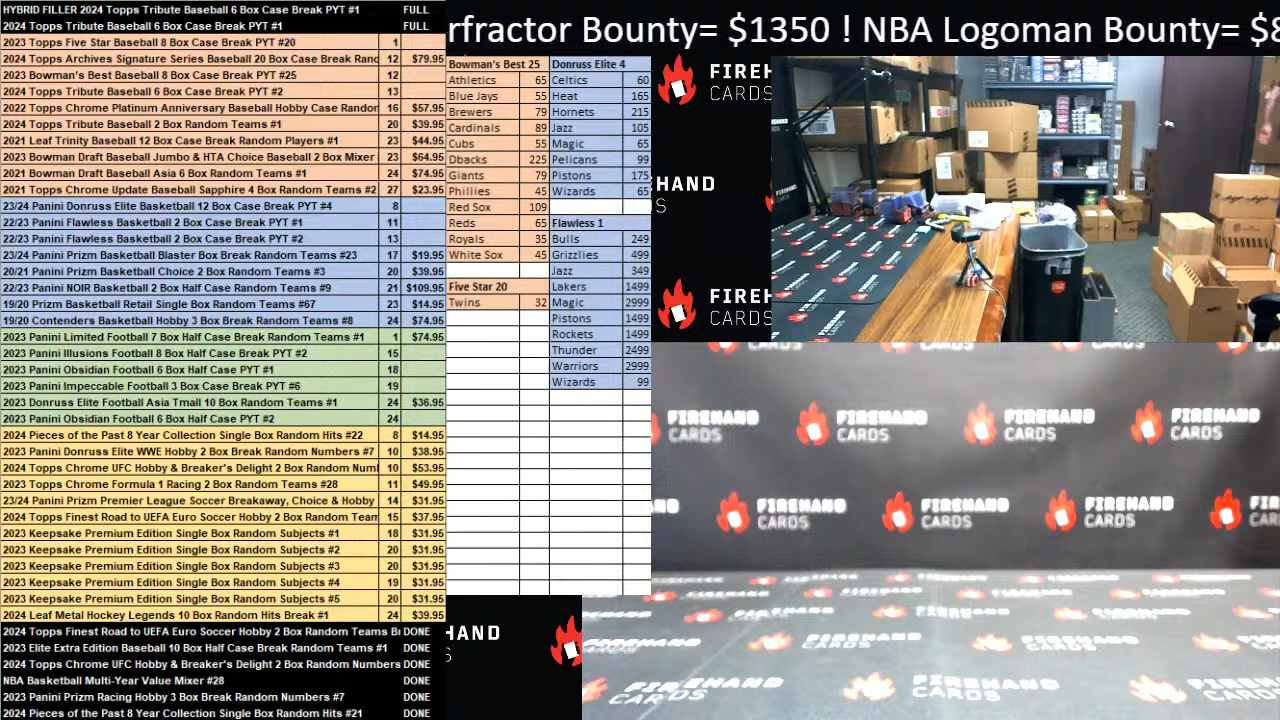 rfractor Bounty= $1350 ! NBA Logoman Bounty= $8
HYBRID FILLER 2024 Topps Tribute Baseball 6 Box Case Break PYT #1 FULL
2024 Topps Tribute Baseball 6 Box Case Break PYT #1 FULL
2023 Topps Five Star Baseball 8 Box Case Break PYT #20 1
2024 Topps Archives Signature Series Baseball 20 Box Case Break Rand 12 $79.95
2023 Bowman's Best Baseball 8 Box Case Break PYT #25 12
2024 Topps Tribute Baseball 6 Box Case Break PYT #2 13
2022 Topps Chrome Platinum Anniversary Baseball Hobby Case Randor 16 $57.95
2024 Topps Tribute Baseball 2 Box Random Teams #1 20 $39.95
2021 Leaf Trinity Baseball 12 Box Case Break Random Players #1 23 $44.95
2023 Bowman Draft Baseball Jumbo & HTA Choice Baseball 2 Box Mixer 23 $64.95
2021 Bowman Draft Baseball Asia 6 Box Random Teams #1 24 $74.95
2021 Topps Chrome Update Baseball Sapphire 4 Box Random Teams #2 27 $23.95
23/24 Panini Donruss Elite Basketball 12 Box Case Break PYT #4 8
22/23 Panini Flawless Basketball 2 Box Case Break PYT #1 11
22/23 Panini Flawless Basketball 2 Box Case Break PYT #2 13
23/24 Panini Prizm Basketball Blaster Box Break Random Teams #23 17 $19.95
20/21 Panini Prizm Basketball Choice 2 Box Random Teams #3 20 $39.95
22/23 Panini NOIR Basketball 2 Box Half Case Random Teams #9 21 $109.95
19/20 Prizm Basketball Retail Single Box Random Teams #67 23 $14.95
19/20 Contenders Basketball Hobby 3 Box Break Random Teams #8 24 $74.95
2023 Panini Limited Football 7 Box Half Case Break Random Teams #1 1 $74.95
2023 Panini Illusions Football 8 Box Half Case Break PYT #2 15
2023 Panini Obsidian Football 6 Box Half Case PYT #1 18
2023 Panini Impeccable Football 3 Box Case Break PYT #6 19
2023 Donruss Elite Football Asia Tmall 10 Box Random Teams #1 24 $36.95
2023 Panini Obsidian Football 6 Box Half Case PYT #2 24
2024 Pieces of the Past 8 Year Collection Single Box Random Hits #22 8 $14.95
2023 Panini Donruss Elite WWE Hobby 2 Box Break Random Numbers #7 10 $38.95
2024 Topps Chrome UFC Hobby & Breaker's Delight 2 Box Random Numl 10 $53.95
2023 Topps Chrome Formula 1 Racing 2 Box Random Teams #28 11 $49.95
23/24 Panini Prizm Premier League Soccer Breakaway, Choice & Hobby 14 $31.95
2024 Topps Finest Road to UEFA Euro Soccer Hobby 2 Box Random Team 15 $37.95
2023 Keepsake Premium Edition Single Box Random Subjects #1 18 $31.95
2023 Keepsake Premium Edition Single Box Random Subjects #2 20 $31.95
2023 Keepsake Premium Edition Single Box Random Subjects #3 20 $31.95
2023 Keepsake Premium Edition Single Box Random Subjects #4 19 $31.95
2023 Keepsake Premium Edition Single Box Random Subjects #5 20 $31.95
2024 Leaf Metal Hockey Legends 10 Box Random Hits Break #1 24 $39.95
2024 Topps Finest Road to UEFA Euro Soccer Hobby 2 Box Random Teams Br DONE
2023 Elite Extra Edition Baseball 10 Box Half Case Break Random Teams #1 DONE
2024 Topps Chrome UFC Hobby & Breaker's Delight 2 Box Random Numbers DONE
NBA Basketball Multi-Year Value Mixer #28 DONE
2023 Panini Prizm Racing Hobby 3 Box Break Random Numbers #7 DONE
2024 Pieces of the Past 8 Year Collection Single Box Random Hits #21 DONE
Bowman's Best 25
Athletics 65
Blue Jays 55
Brewers 79
Cardinals 89
Cubs 55
Dbacks 225
Giants 79
Phillies 45
Red Sox 109
Reds 65
Royals 35
White Sox 45
Five Star 20
Twins 32
Donruss Elite 4
Celtics 60
Heat 165
Hornets 215
Jazz 105
Magic 65
Pelicans 99
Pistons 175
Wizards 65
Flawless 1
Bulls 249
Grizzlies 499
Jazz 349
Lakers 1499
Magic 2999
Pistons 1499
Rockets 1499
Thunder 2499
Warriors 2999
Wizards 99
FIREH
CARDS
HAND
S
FIREH
CARDS
HAND
FIREHAND
CARDS
FIREHAND
CARDS
FIREHAND
CARDS
FIREHAND
CARDS
FIREHAND
CARDS
FIREHAND
CARDS
FIREHAND
CARDS